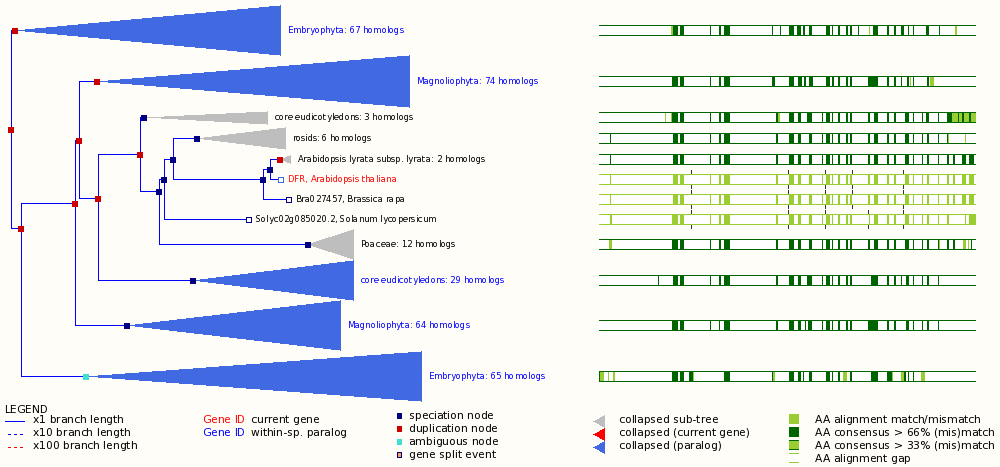 Embryophyta: 67 homologs
Magnoliophyta: 74 homologs
core eudicotyledons: 3 homologs
rosids: 6 homologs
Arabidopsis lyrata subsp. lyrata: 2 homologs
DFR, Arabidopsis thaliana
Bra027457, Brassica rapa
Solyc02g085020.2, Solanum lycopersicum
Poaceae: 12 homologs
core eudicotyledons: 29 homologs
Magnoliophyta: 64 homologs
Embryophyta: 65 homologs
LEGEND
x1 branch length
x10 branch length
x100 branch length
Gene ID current gene
Gene ID within-sp. paralog
speciation node
duplication node
ambiguous node
gene split event
collapsed sub-tree
collapsed (current gene)
collapsed (paralog)
AA alignment match/mismatch
AA consensus > 66% (mis)match
AA consensus > 33% (mis)match
AA alignment gap